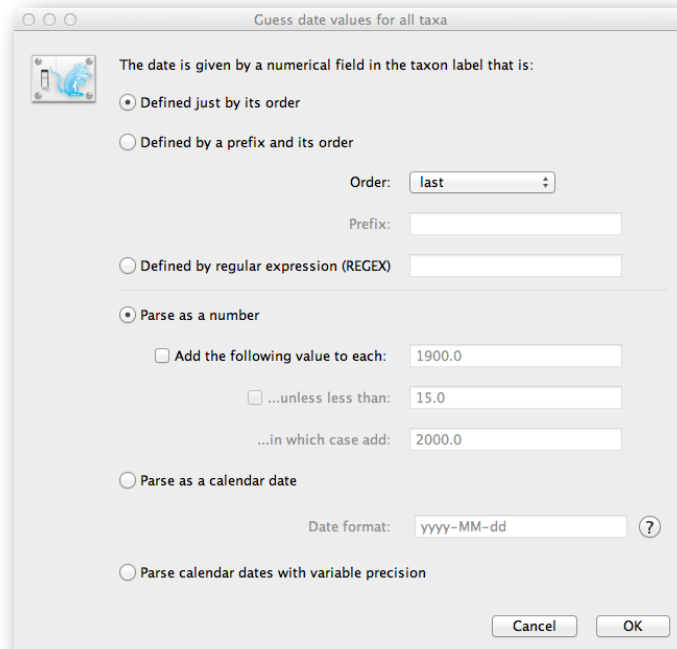 Guess date values for all taxa
The date is given by a numerical field in the taxon label that is:
Defined just by its order
Defined by a prefix and its order
Order: last
Prefix:
Defined by regular expression (REGEX)
Parse as a number
Add the following value to each: 1900.0
...unless less than: 15.0
...in which case add: 2000.0
Parse as a calendar date
Date format: yyyy-MM-dd ?
Parse calendar dates with variable precision
Cancel OK